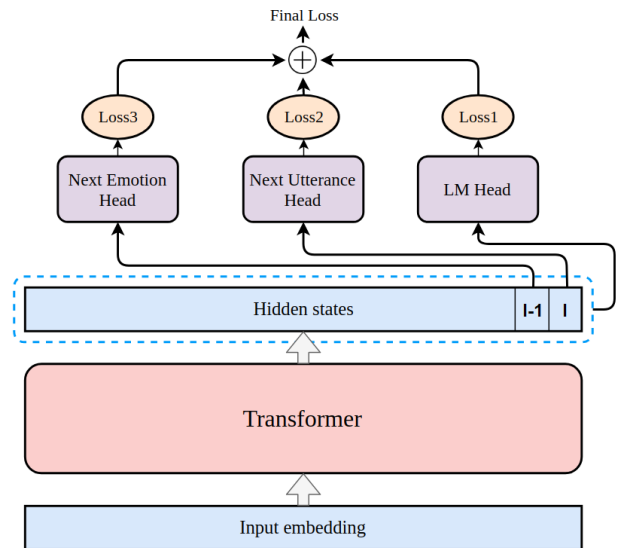 Final Loss
Loss3
Loss2
Loss1
Next Emotion
Head
Next Utterance
Head
LM Head
Hidden states
l-1
l
Transformer
Input embedding